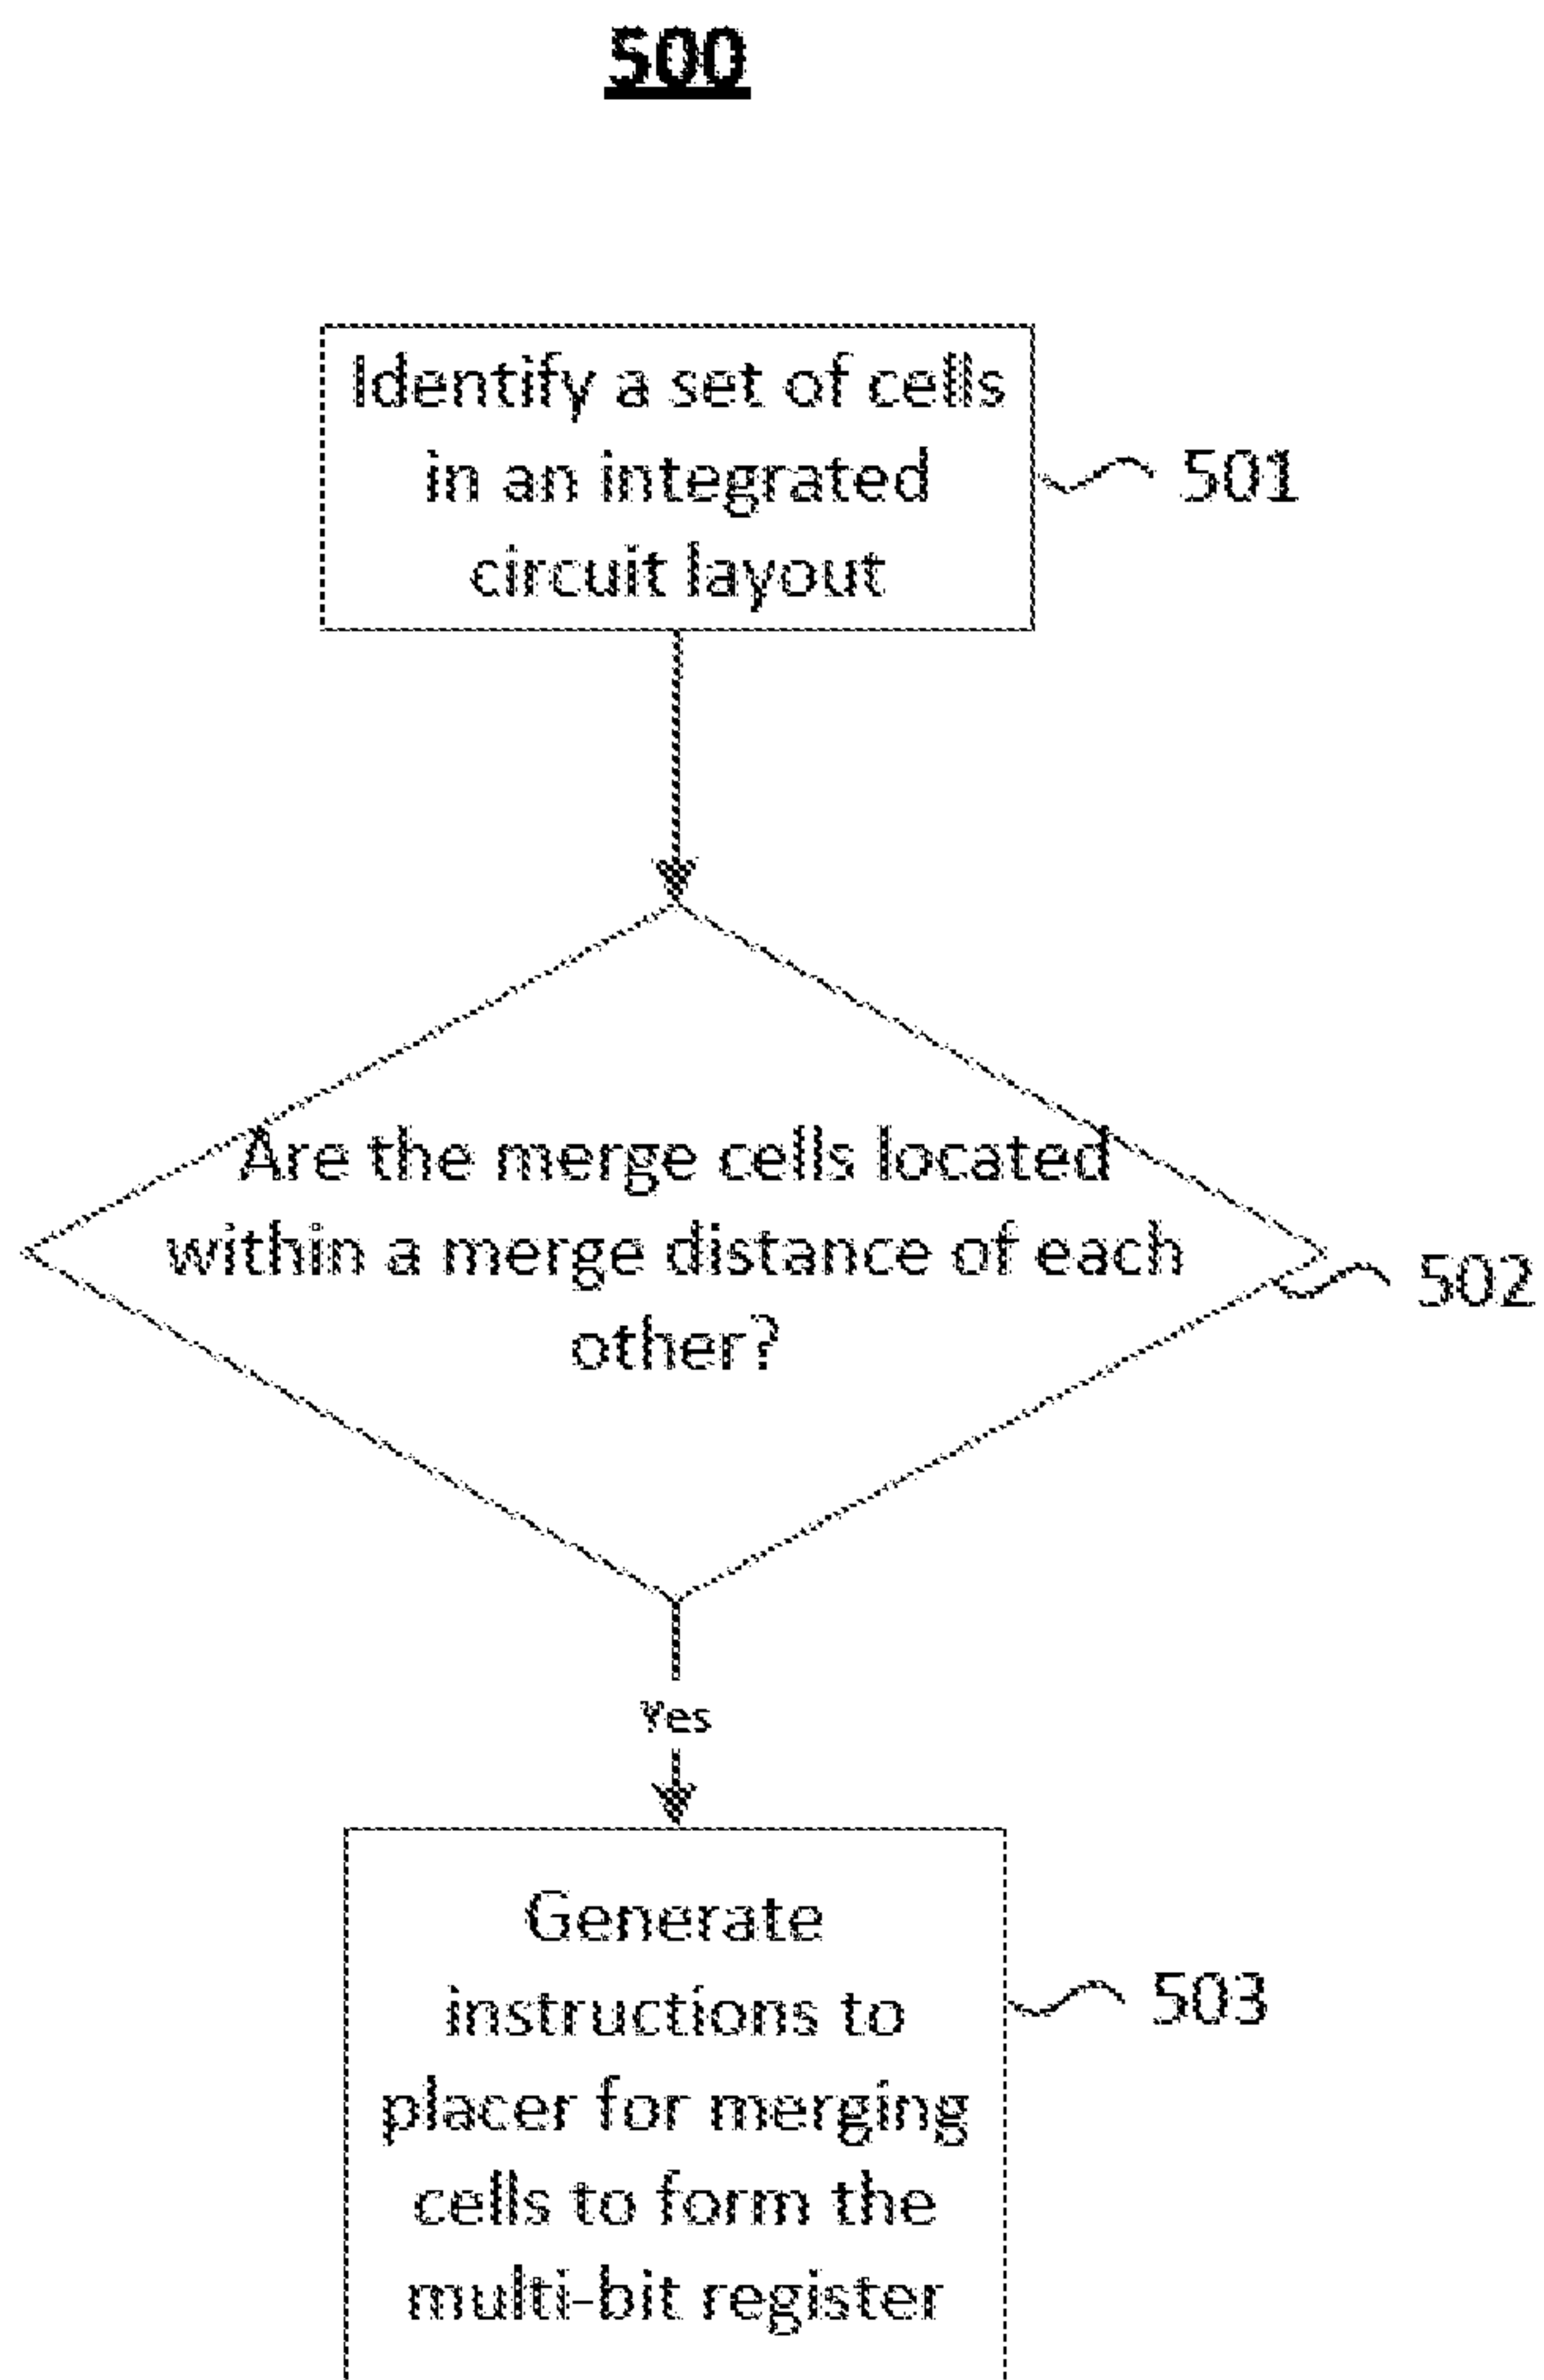 500
Identify a set of cells
in an integrated
circuit layout
501
Are the merge cells located
within a merge distance of each
other?
502
Yes
Generate
instructions to
placer for merging
cells to form the
multi-bit register
503